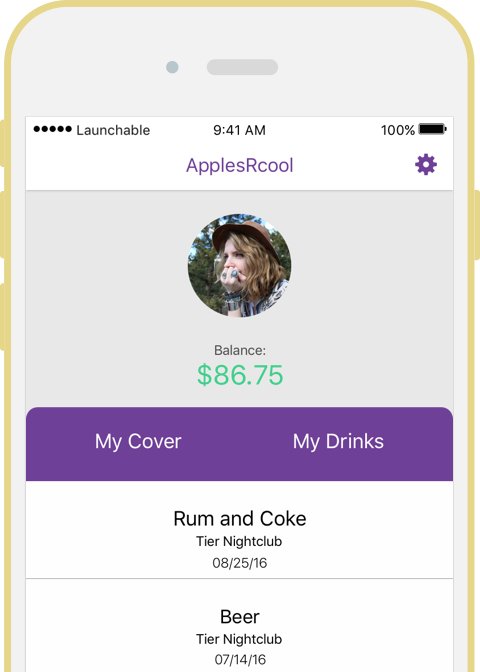 ●●●●● Launchable 9:41 AM 100%
ApplesRcool
Balance:
$86.75
My Cover My Drinks
Rum and Coke
Tier Nightclub
08/25/16
Beer
Tier Nightclub
07/14/16